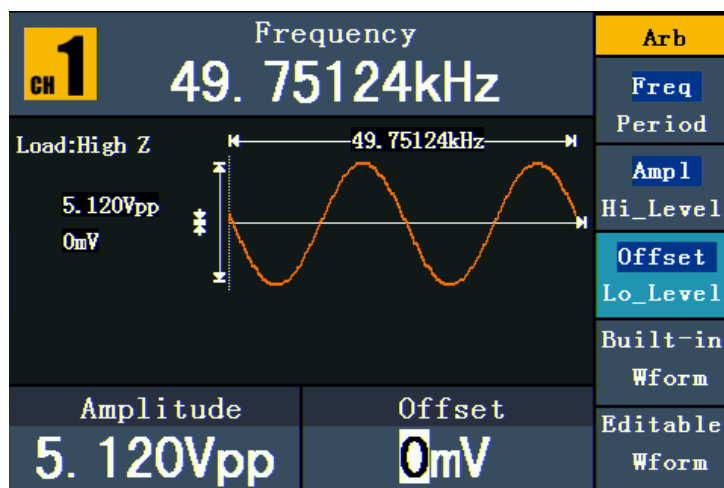 CH 1
Frequency
49.75124kHz
Load:High Z
49.75124kHz
5.120Vpp
0mV
Amplitude
5.120Vpp
Offset
0mV
Arb
Freq
Period
Ampl
Hi_Level
Offset
Lo_Level
Built-in
Wform
Editable
Wform